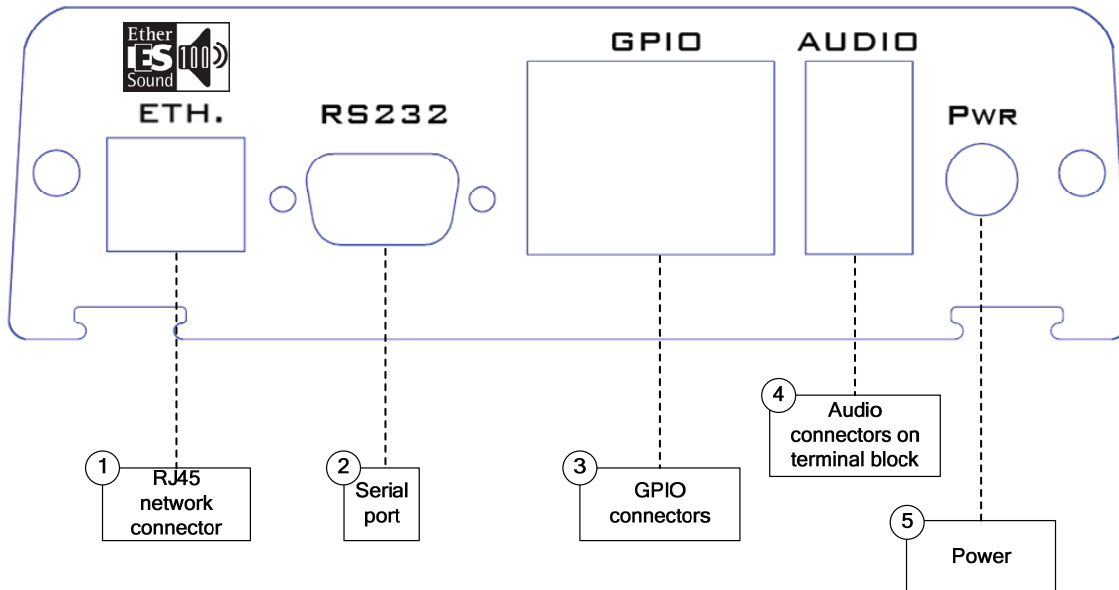 Ether
ES 100
Sound
ETH.
RS232
GPIO
AUDIO
PWR
1
RJ45
network
connector
2
Serial
port
3
GPIO
connectors
4
Audio
connectors on
terminal block
5
Power